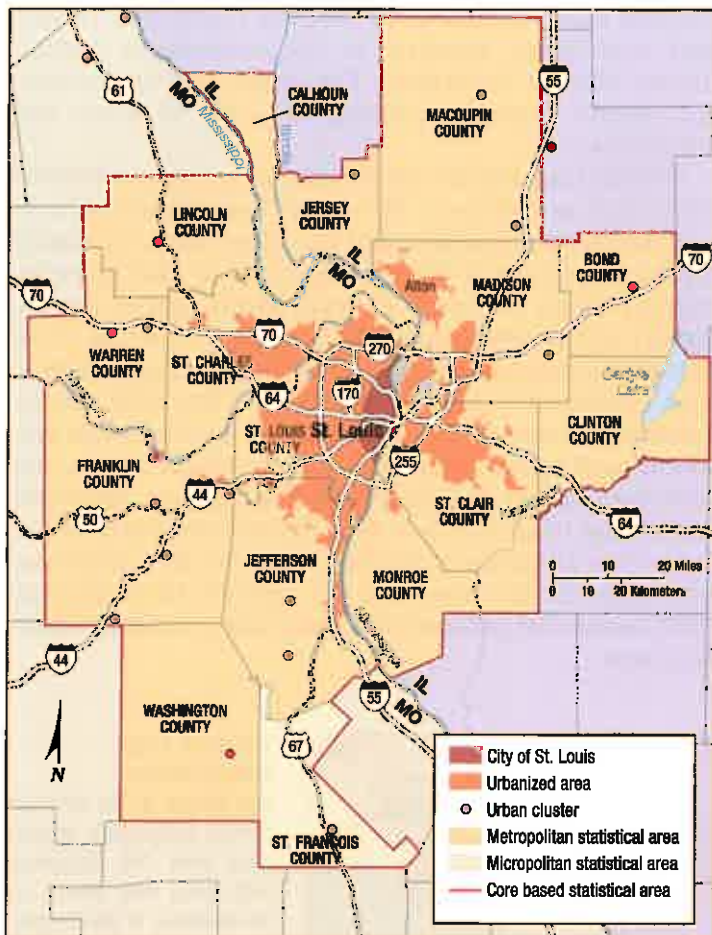 61
MO
IL
Mississippi
CALHOUN
COUNTY
MACOUPIN
COUNTY
55
LINCOLN
COUNTY
JERSEY
COUNTY
IL
MO
Alton
MADISON
COUNTY
BOND
COUNTY
70
70
WARREN
COUNTY
ST. CHARLES
COUNTY
70
270
64
170
ST. LOUIS
COUNTY
St. Louis
Lake
CLINTON
COUNTY
FRANKLIN
COUNTY
44
255
50
ST. CLAIR
COUNTY
64
JEFFERSON
COUNTY
MONROE
COUNTY
0 10 20 Miles
0 10 20 Kilometers
44
IL
MO
55
WASHINGTON
COUNTY
67
N
ST. FRANCOIS
COUNTY
City of St. Louis
Urbanized area
Urban cluster
Metropolitan statistical area
Micropolitan statistical area
Core based statistical area